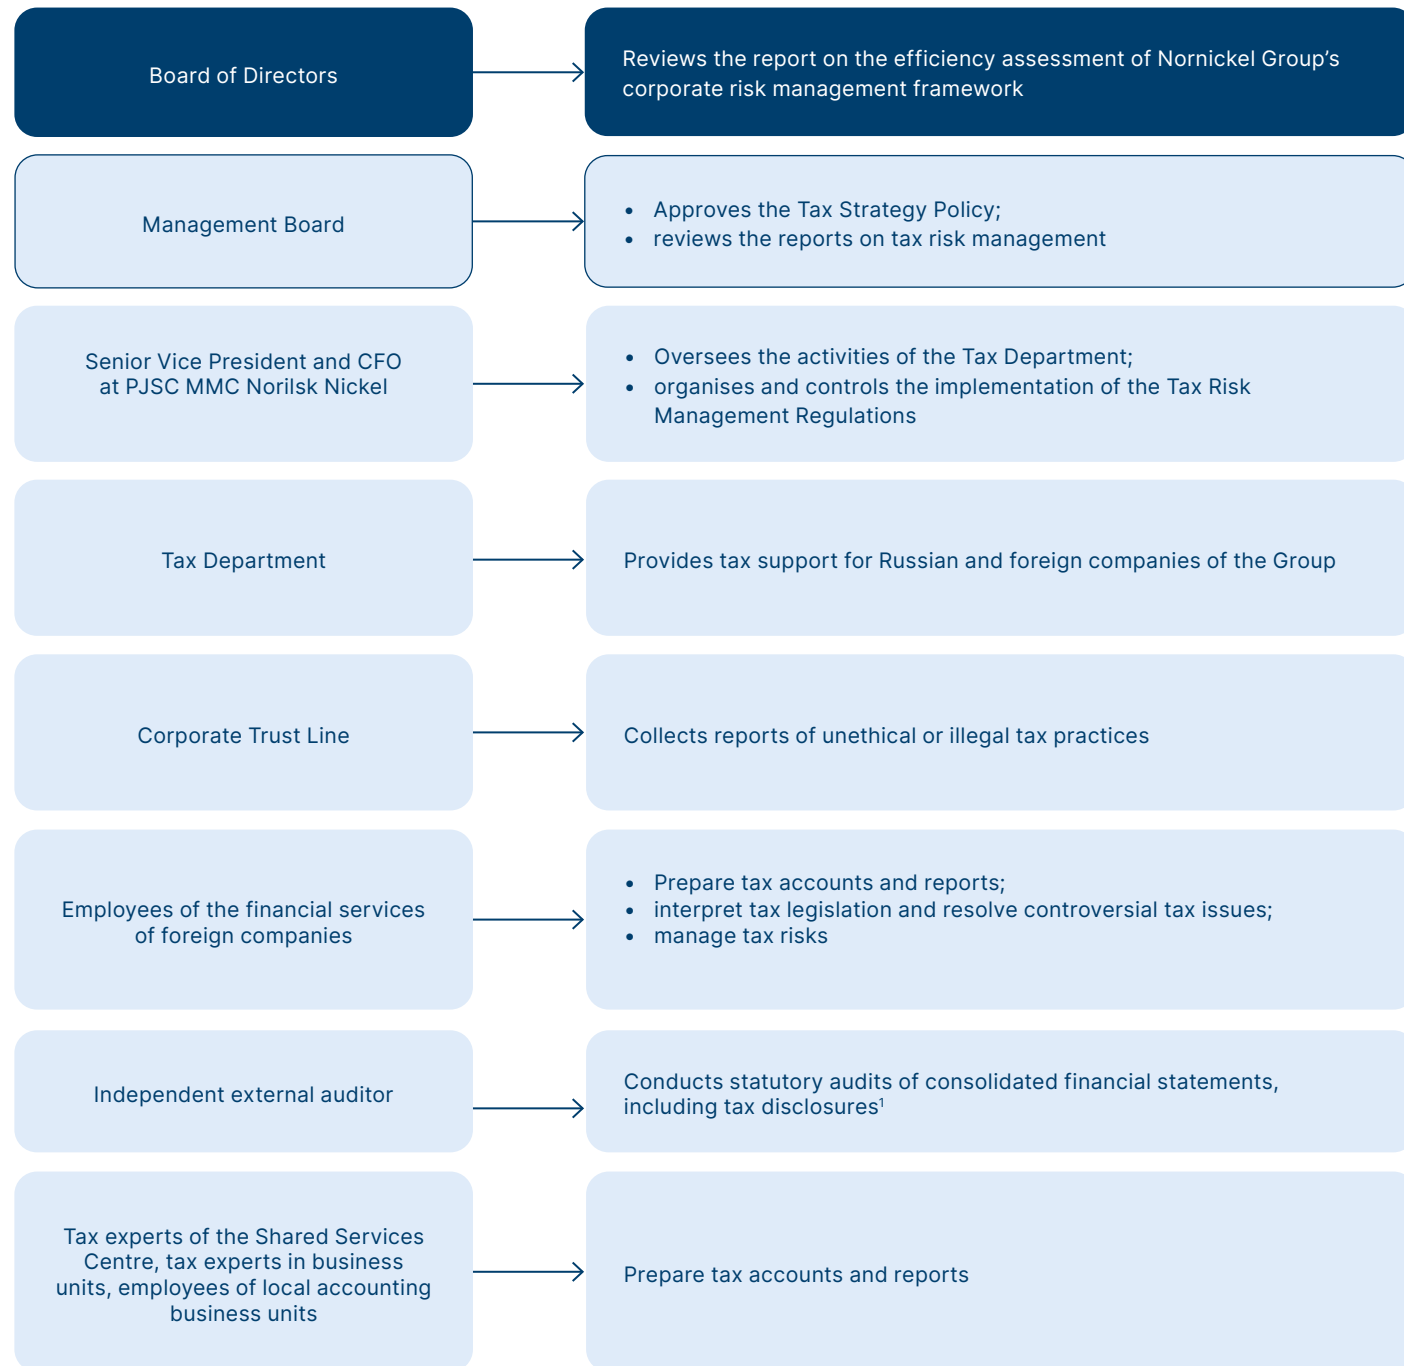 Board of Directors
Reviews the report on the efficiency assessment of Nornickel Group’s
corporate risk management framework
Management Board
• Approves the Tax Strategy Policy;
• reviews the reports on tax risk management
Senior Vice President and CFO
at PJSC MMC Norilsk Nickel
• Oversees the activities of the Tax Department;
• organises and controls the implementation of the Tax Risk
Management Regulations
Tax Department
Provides tax support for Russian and foreign companies of the Group
Corporate Trust Line
Collects reports of unethical or illegal tax practices
Employees of the financial services
of foreign companies
• Prepare tax accounts and reports;
• interpret tax legislation and resolve controversial tax issues;
• manage tax risks
Independent external auditor
Conducts statutory audits of consolidated financial statements,
including tax disclosures¹
Tax experts of the Shared Services
Centre, tax experts in business
units, employees of local accounting
business units
Prepare tax accounts and reports